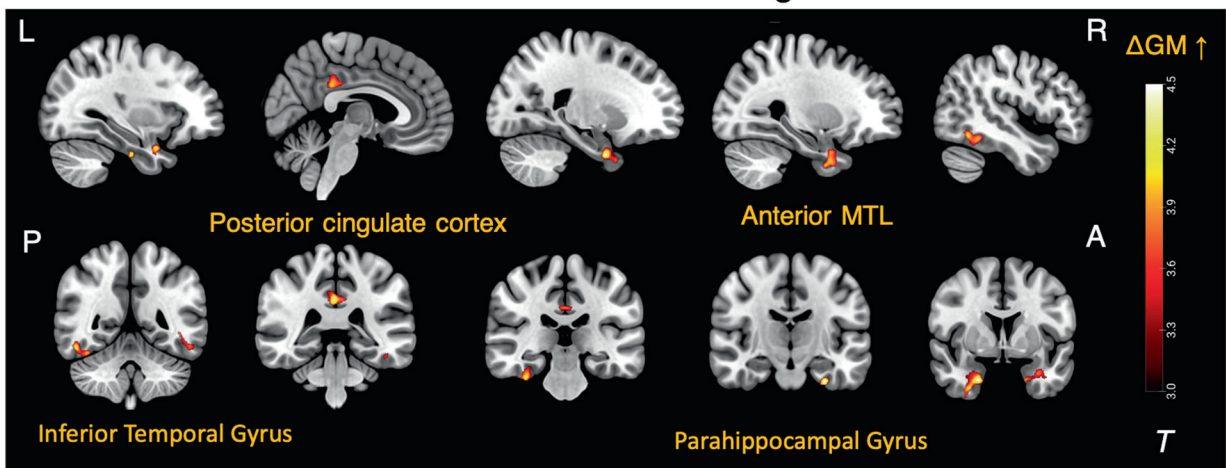 L
R
ΔGM ↑
4.5
4.2
3.9
3.6
3.3
3.0
Posterior cingulate cortex
Anterior MTL
P
A
Inferior Temporal Gyrus
Parahippocampal Gyrus
T